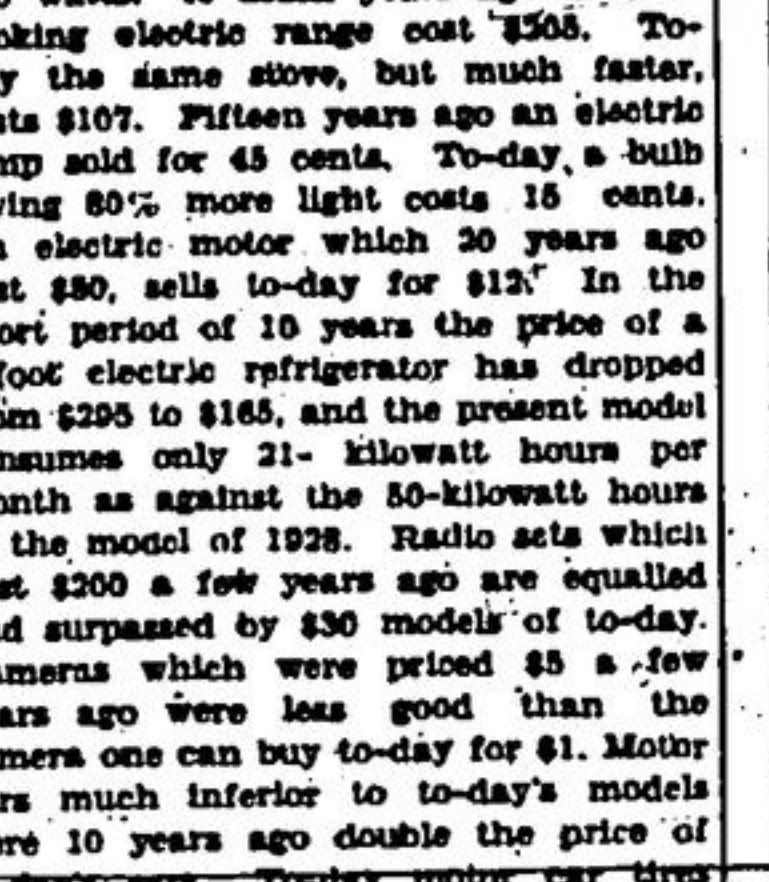 oking electric range cost $305. To-
y the same stove, but much faster,
sts $107. Fifteen years ago an electric
mp sold for 45 cents. To-day a bulb
ving 80% more light costs 15 cents.
n electric motor which 20 years ago
st $50, sells to-day for $12. In the
ort period of 10 years the price of a
foot electric refrigerator has dropped
om $295 to $165, and the present model
nsumes only 21- kilowatt hours per
onth as against the 50-kilowatt hours
the model of 1928. Radio sets which
st $200 a few years ago are equalled
d surpassed by $30 models of to-day.
ameras which were priced $5 a few
ars ago were less good than the
mera one can buy to-day for $1. Motor
rs much inferior to to-day's models
ere 10 years ago double the price of
motor car tires